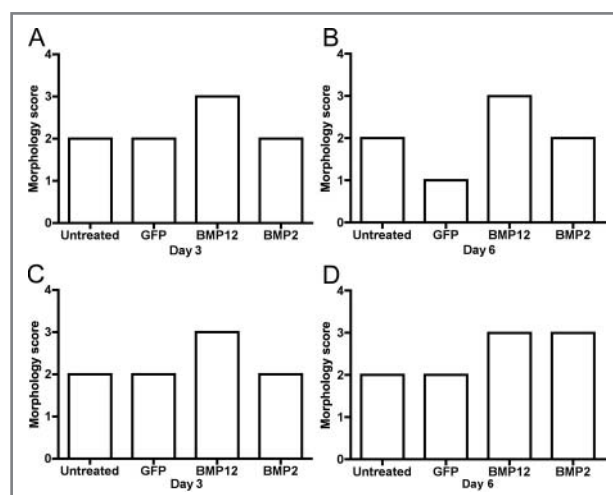 A
Morphology score
4
3
2
1
0
Untreated GFP BMP12 BMP2
Day 3
B
Morphology score
4
3
2
1
0
Untreated GFP BMP12 BMP2
Day 6
C
Morphology score
4
3
2
1
0
Untreated GFP BMP12 BMP2
Day 3
D
Morphology score
4
3
2
1
0
Untreated GFP BMP12 BMP2
Day 6